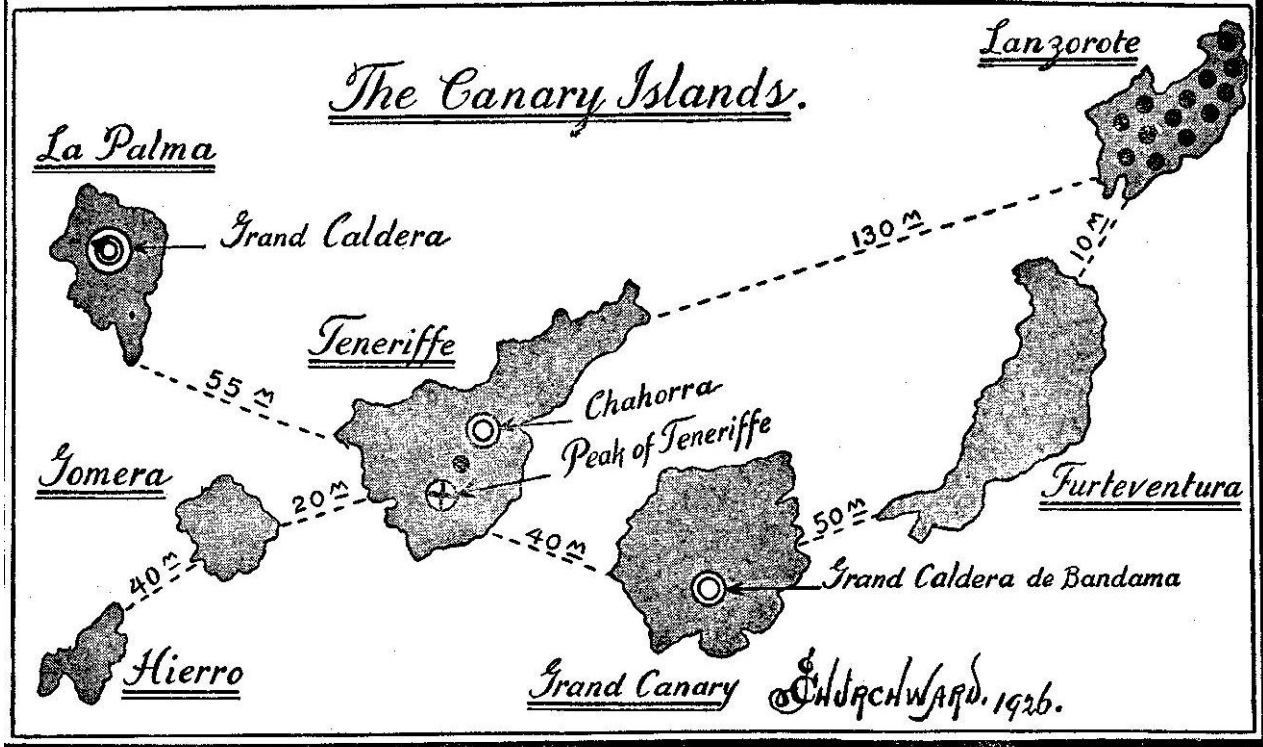 The Canary Islands.
Lanzorote
La Palma
Grand Caldera
130 M
10 M
Teneriffe
55 M
Chahorra
Peak of Teneriffe
Gomera
20 M
Furteventura
50 M
40 M
40 M
Grand Caldera de Bandama
Hierro
Grand Canary
CHURCHWARD. 1926.